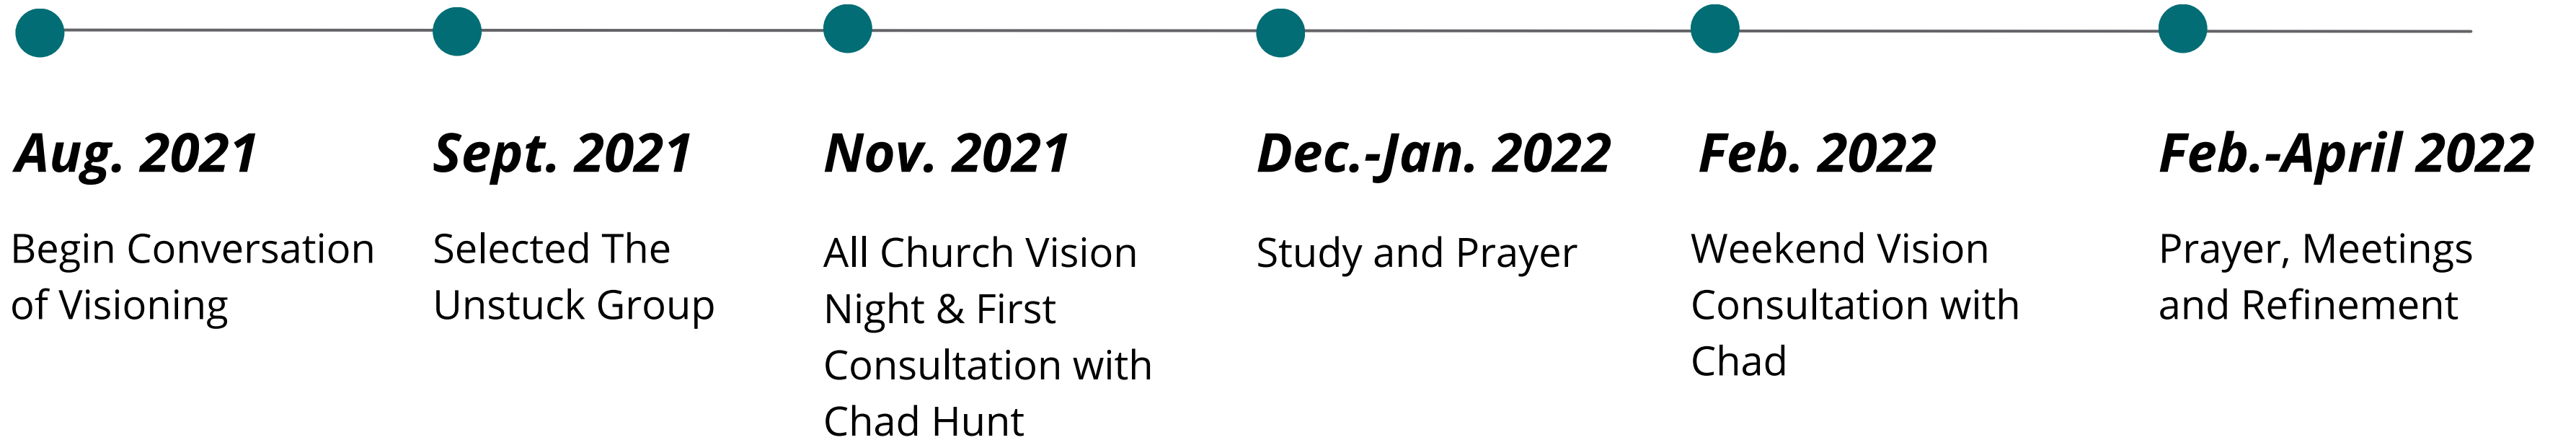 Aug. 2021
Begin Conversation
of Visioning
Sept. 2021
Selected The
Unstuck Group
Nov. 2021
All Church Vision
Night & First
Consultation with
Chad Hunt
Dec.-Jan. 2022
Study and Prayer
Feb. 2022
Weekend Vision
Consultation with
Chad
Feb.-April 2022
Prayer, Meetings
and Refinement